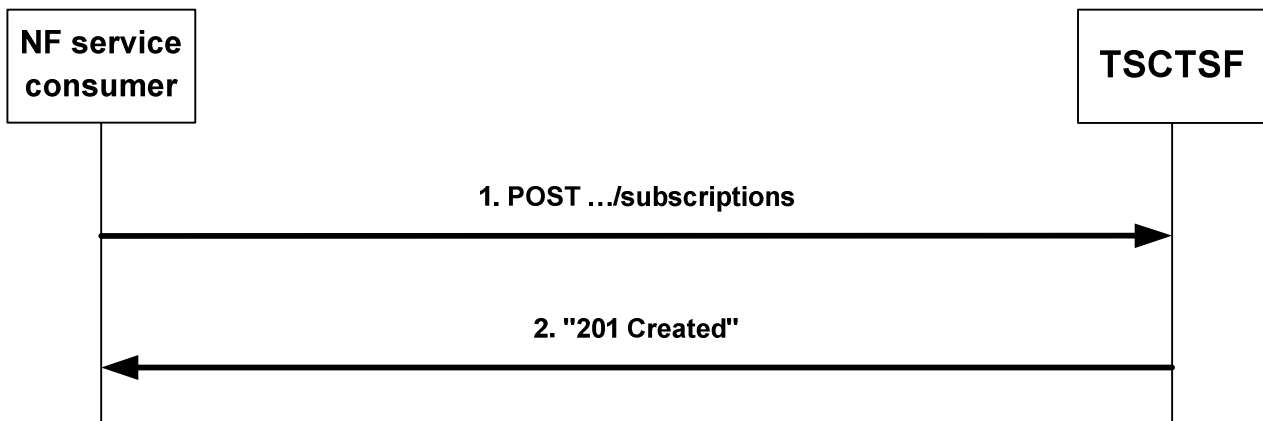 NF service
consumer
TSCTSF
1. POST …/subscriptions
2. "201 Created"